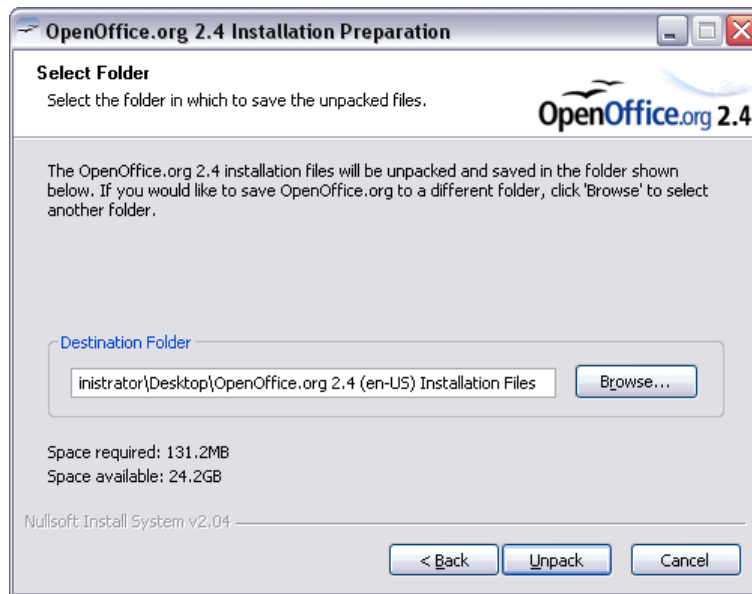 OpenOffice.org 2.4 Installation Preparation
Select Folder
Select the folder in which to save the unpacked files.
OpenOffice.org 2.4
The OpenOffice.org 2.4 installation files will be unpacked and saved in the folder shown
below. If you would like to save OpenOffice.org to a different folder, click 'Browse' to select
another folder.
Destination Folder
inistrator\Desktop\OpenOffice.org 2.4 (en-US) Installation Files
Browse...
Space required: 131.2MB
Space available: 24.2GB
Nullsoft Install System v2.04
< Back
Unpack
Cancel